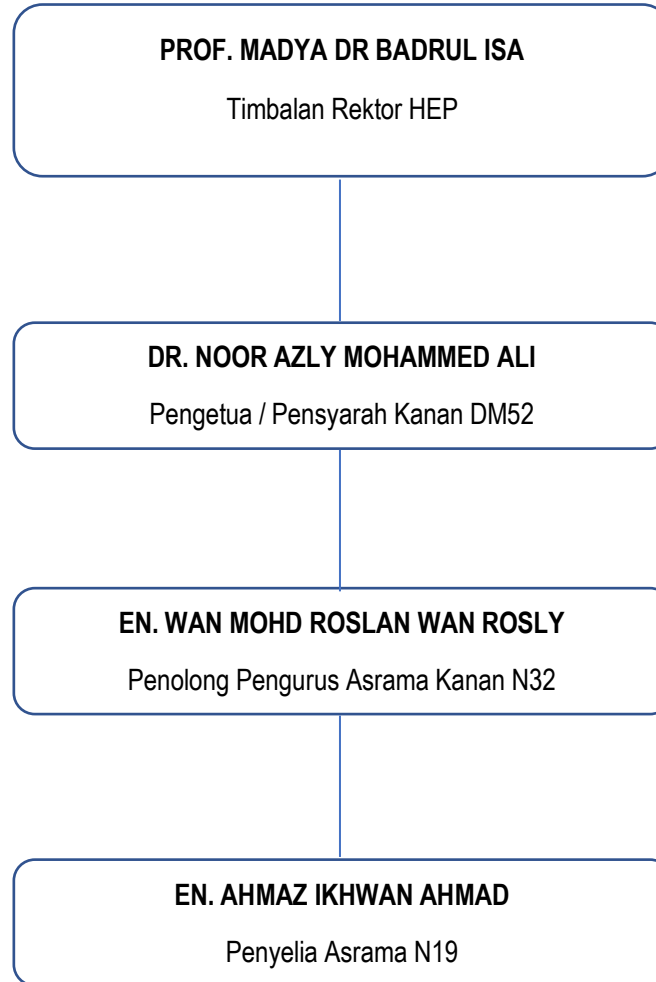 PROF. MADYA DR BADRUL ISA
Timbalan Rektor HEP
DR. NOOR AZLY MOHAMMED ALI
Pengetua / Pensyarah Kanan DM52
EN. WAN MOHD ROSLAN WAN ROSLY
Penolong Pengurus Asrama Kanan N32
EN. AHMAZ IKHWAN AHMAD
Penyelia Asrama N19